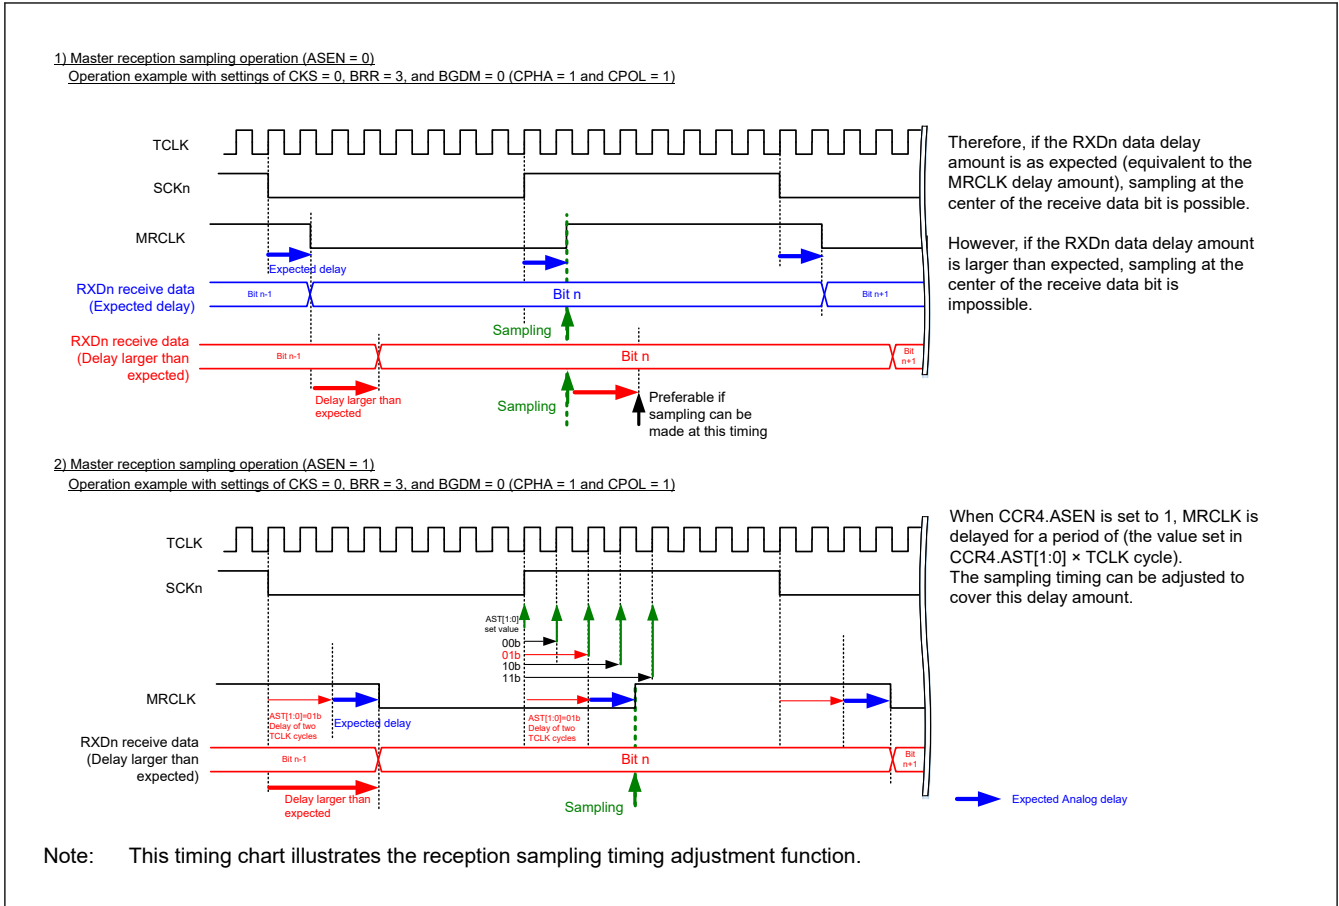 1) Master reception sampling operation (ASEN = 0)
Operation example with settings of CKS = 0, BRR = 3, and BGDM = 0 (CPHA = 1 and CPOL = 1)
TCLK
SCKn
MRCLK
Expected delay
RXDn receive data
(Expected delay)
Bit n-1
Bit n
Bit n+1
Sampling
RXDn receive data
(Delay larger than
expected)
Bit n-1
Bit n
Bit
n+1
Delay larger than
expected
Sampling
Preferable if
sampling can be
made at this timing
Therefore, if the RXDn data delay
amount is as expected (equivalent to the
MRCLK delay amount), sampling at the
center of the receive data bit is possible.
However, if the RXDn data delay amount
is larger than expected, sampling at the
center of the receive data bit is
impossible.
2) Master reception sampling operation (ASEN = 1)
Operation example with settings of CKS = 0, BRR = 3, and BGDM = 0 (CPHA = 1 and CPOL = 1)
TCLK
SCKn
AST[1:0]
set value
00b
01b
10b
11b
MRCLK
AST[1:0]=01b
Delay of two
TCLK cycles
Expected delay
AST[1:0]=01b
Delay of two
TCLK cycles
RXDn receive data
(Delay larger than
expected)
Bit n-1
Bit n
Bit
n+1
Delay larger than
expected
Sampling
When CCR4.ASEN is set to 1, MRCLK is
delayed for a period of (the value set in
CCR4.AST[1:0] × TCLK cycle).
The sampling timing can be adjusted to
cover this delay amount.
Expected Analog delay
Note: This timing chart illustrates the reception sampling timing adjustment function.